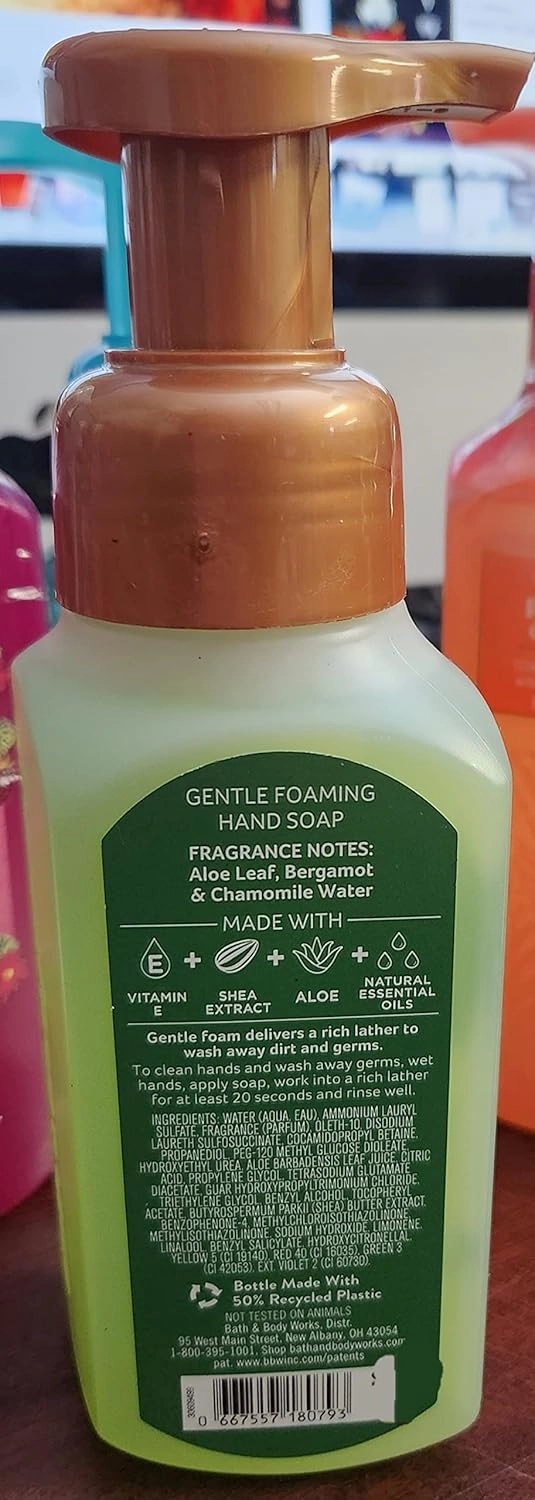 GENTLE FOAMING
HAND SOAP
FRAGRANCE NOTES:
Aloe Leaf, Bergamot
& Chamomile Water
MADE WITH
E
VITAMIN E
SHEA EXTRACT
ALOE
NATURAL ESSENTIAL OILS
Gentle foam delivers a rich lather to
wash away dirt and germs.
To clean hands and wash away germs, wet
hands, apply soap, work into a rich lather
for at least 20 seconds and rinse well.
INGREDIENTS: WATER (AQUA, EAU), AMMONIUM LAURYL
SULFATE, FRAGRANCE (PARFUM), OLETH-10, DISODIUM
LAURETH SULFOSUCCINATE, COCAMIDOPROPYL BETAINE,
PROPANEDIOL, PEG-120 METHYL GLUCOSE DIOLEATE,
HYDROXYETHYL UREA, ALOE BARBADENSIS LEAF JUICE, CITRIC
ACID, PROPYLENE GLYCOL, TETRASODIUM GLUTAMATE
DIACETATE, GUAR HYDROXYPROPYLTRIMONIUM CHLORIDE,
TRIETHYLENE GLYCOL, BENZYL ALCOHOL, TOCOPHERYL
ACETATE, BUTYROSPERMUM PARKII (SHEA) BUTTER EXTRACT,
BENZOPHENONE-4, METHYLCHLOROISOTHIAZOLINONE,
METHYLISOTHIAZOLINONE, SODIUM HYDROXIDE, LIMONENE,
LINALOOL, BENZYL SALICYLATE, HYDROXYCITRONELLAL,
YELLOW 5 (CI 19140), RED 40 (CI 16035), GREEN 3
(CI 42053), EXT. VIOLET 2 (CI 60730).
Bottle Made With
50% Recycled Plastic
NOT TESTED ON ANIMALS
Bath & Body Works, Distr.
95 West Main Street, New Albany, OH 43054
1-800-395-1001, Shop bathandbodyworks.com
pat. www.bbwinc.com/patents
0 667557 180793